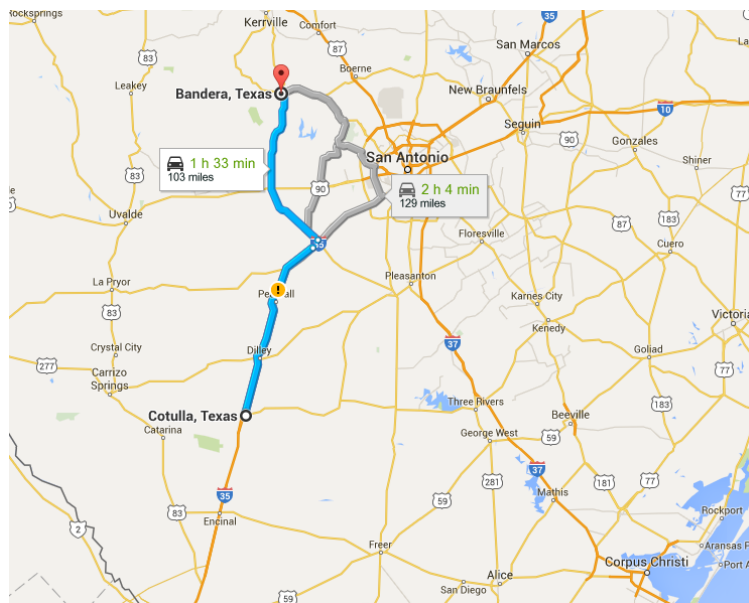 Rocksprings
Kerrville
Comfort
83
87
35
San Marcos
Boerne
Leakey
83
Bandera, Texas
New Braunfels
10
Seguin
San Antonio
90
Gonzales
1 h 33 min
103 miles
Shiner
90
2 h 4 min
129 miles
77
Uvalde
Floresville
87
Cuero
35
La Pryor
Pleasanton
83
Karnes City
Victoria
Kenedy
Crystal City
Dilley
37
Goliad
277
Carrizo
Springs
77
Cotulla, Texas
Three Rivers
183
Catarina
Beeville
George West
59
59
37
281
181
77
35
Mathis
83
59
Rockport
2
Encinal
Aransas P
Freer
Corpus Christi
Port A
Alice
San Diego
59